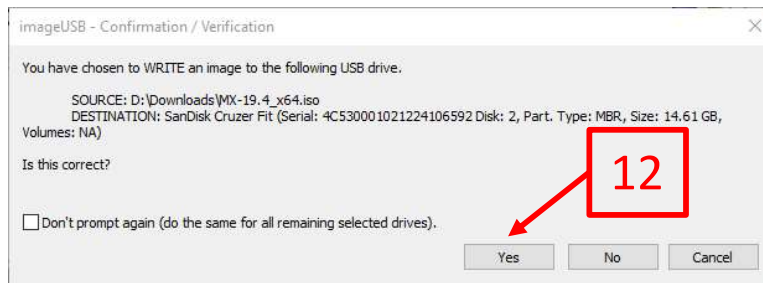 imageUSB - Confirmation / Verification
You have chosen to WRITE an image to the following USB drive.
SOURCE: D:\Downloads\MX-19.4_x64.iso
DESTINATION: SanDisk Cruzer Fit (Serial: 4C530001021224106592 Disk: 2, Part. Type: MBR, Size: 14.61 GB,
Volumes: NA)
Is this correct?
12
Don't prompt again (do the same for all remaining selected drives).
Yes No Cancel